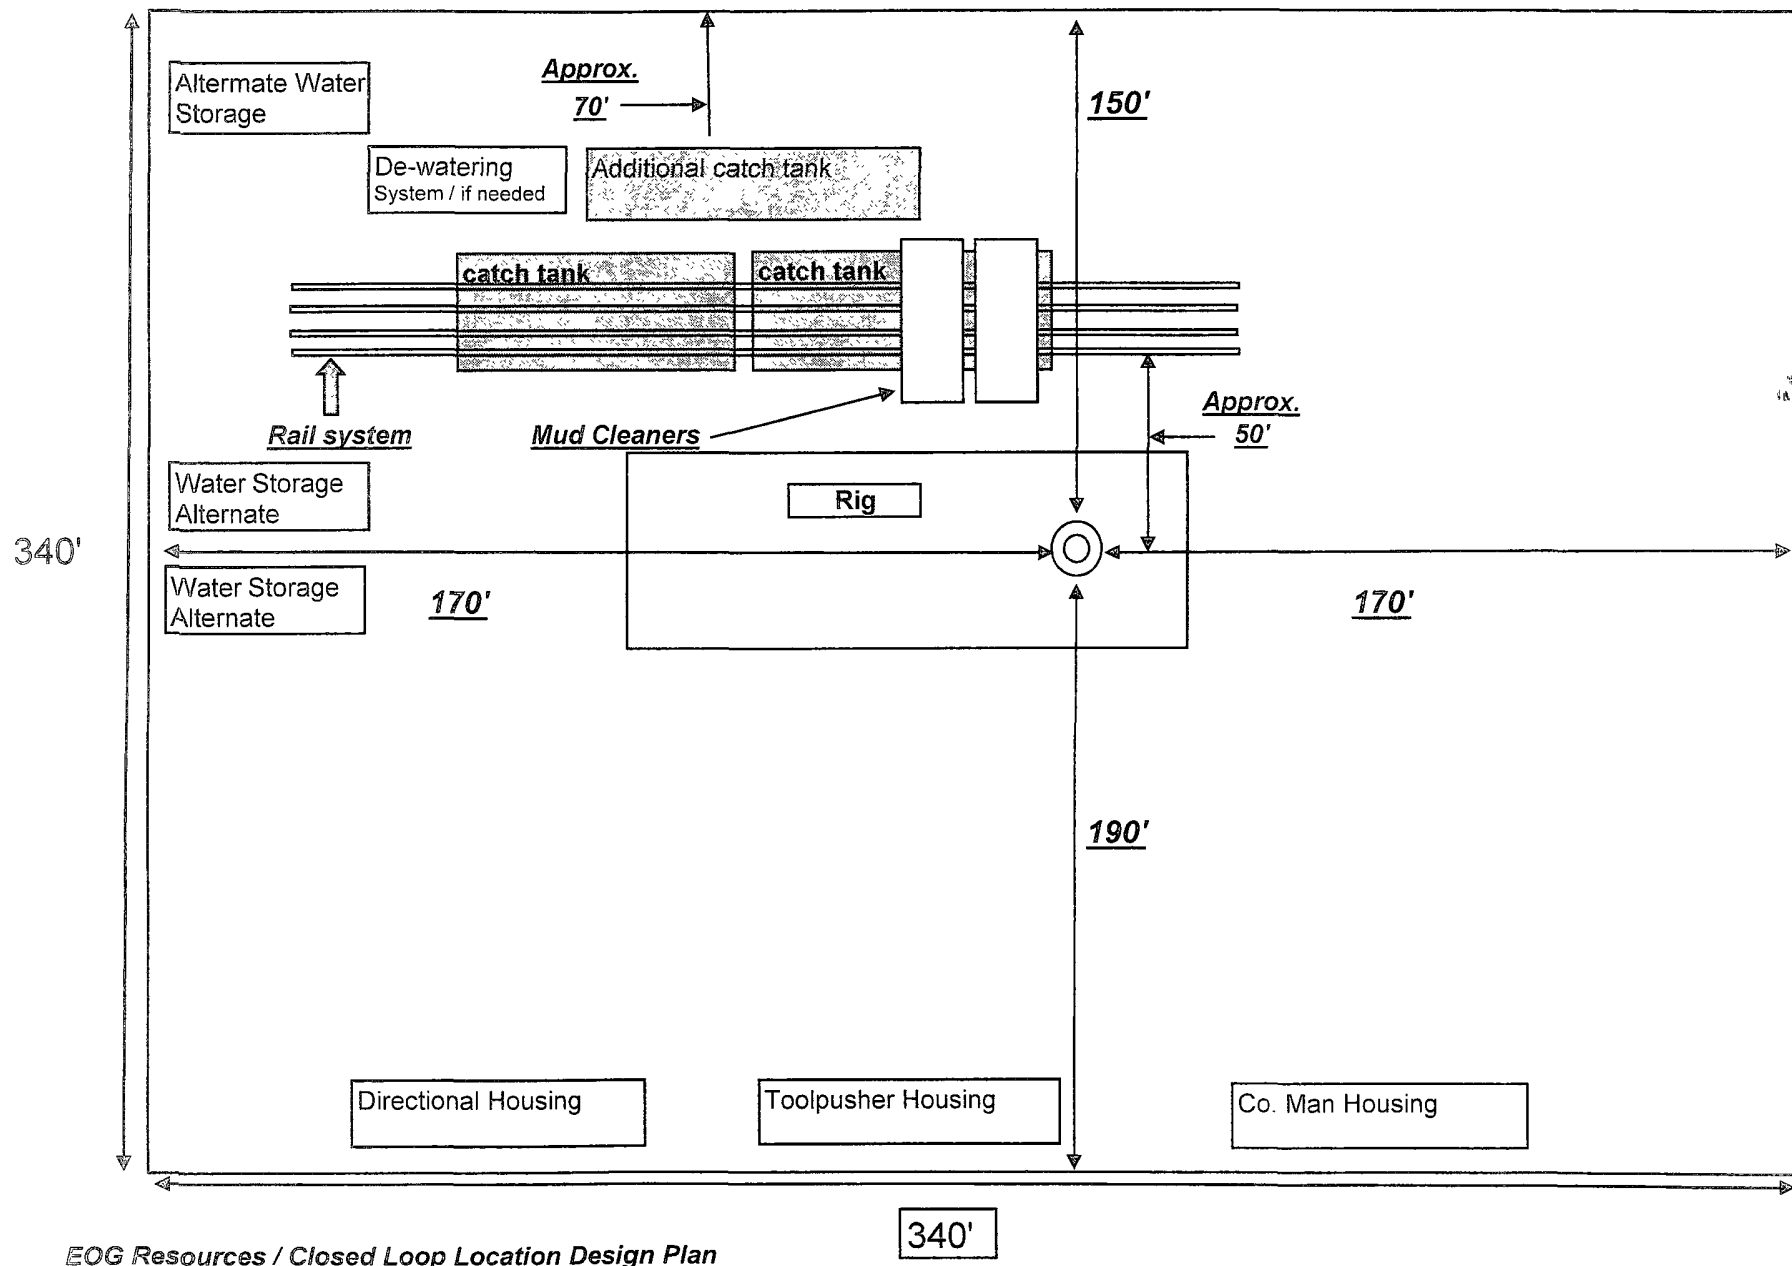 Altermate Water
Storage
Approx.
70'
150'
De-watering
System / if needed
Additional catch tank
catch tank
catch tank
Rail system
Mud Cleaners
Approx.
50'
Water Storage
Alternate
Rig
340'
Water Storage
Alternate
170'
170'
190'
Directional Housing
Toolpusher Housing
Co. Man Housing
340'
EOG Resources / Closed Loop Location Design Plan